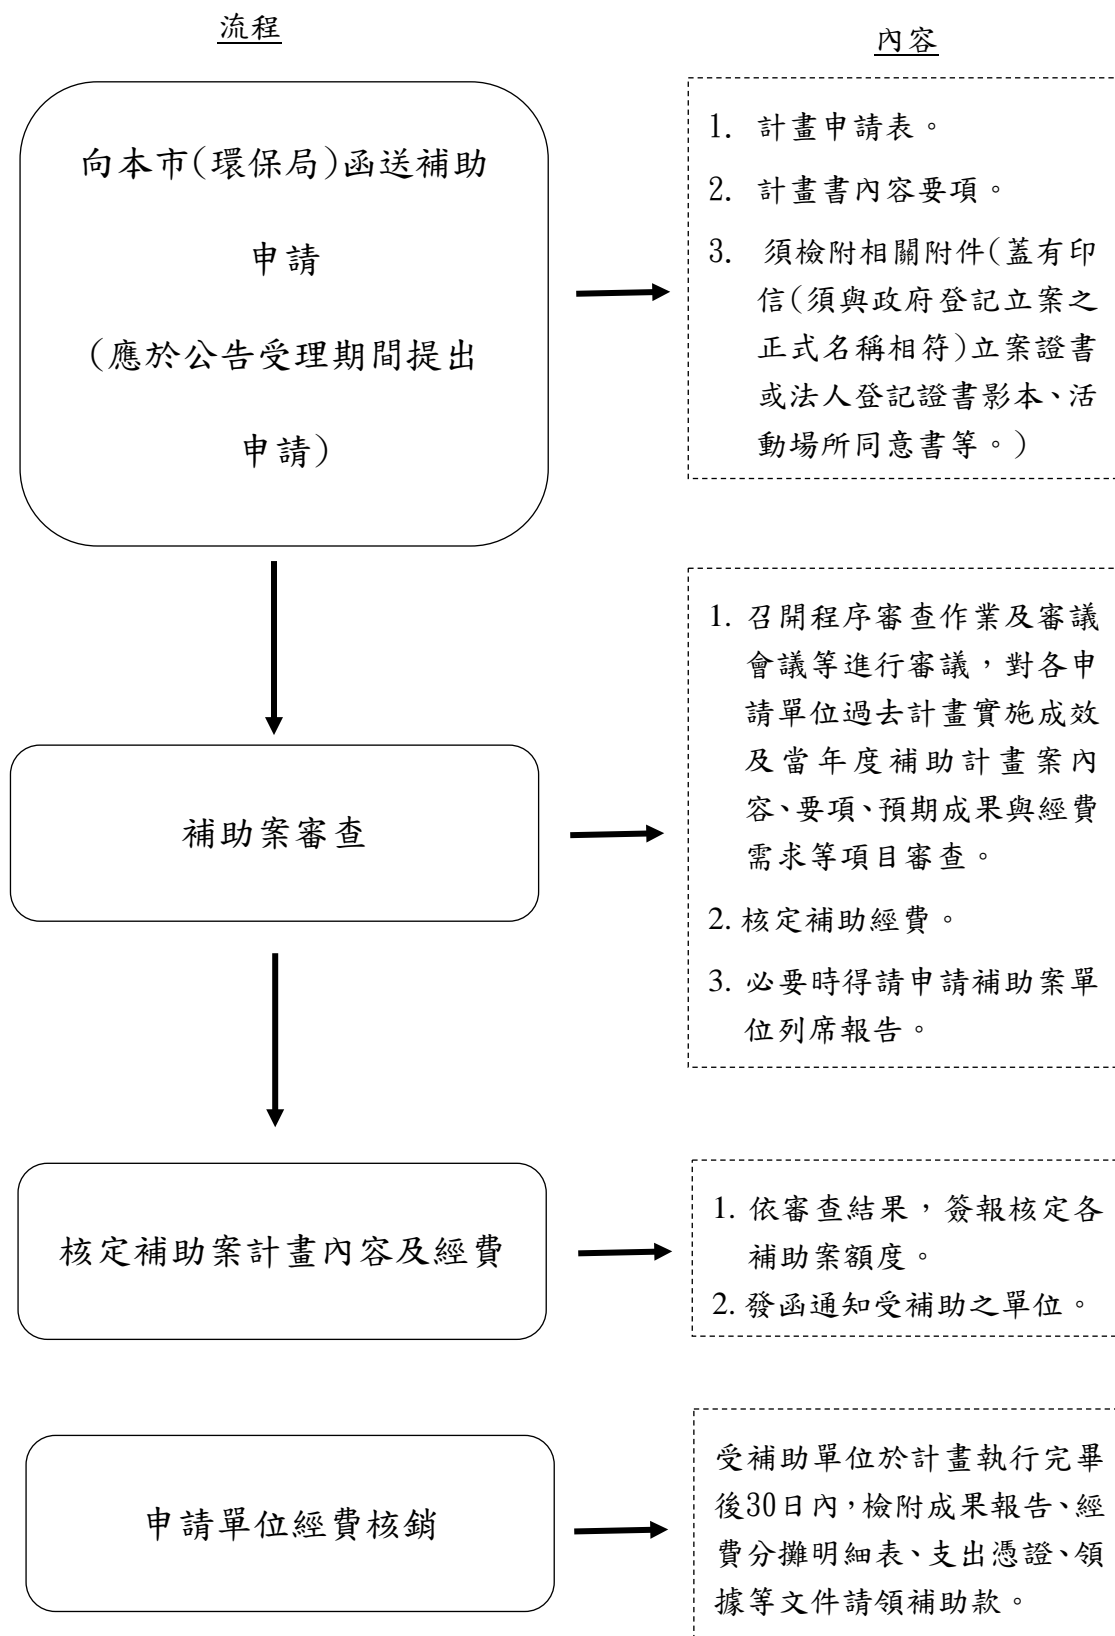 流程
內容
向本市(環保局)函送補助
申請
(應於公告受理期間提出
申請)
1. 計畫申請表。
2. 計畫書內容要項。
3. 須檢附相關附件(蓋有印
信(須與政府登記立案之
正式名稱相符)立案證書
或法人登記證書影本、活
動場所同意書等。)
補助案審查
1. 召開程序審查作業及審議
會議等進行審議，對各申
請單位過去計畫實施成效
及當年度補助計畫案內
容、要項、預期成果與經費
需求等項目審查。
2. 核定補助經費。
3. 必要時得請申請補助案單
位列席報告。
核定補助案計畫內容及經費
1. 依審查結果，簽報核定各
補助案額度。
2. 發函通知受補助之單位。
申請單位經費核銷
受補助單位於計畫執行完畢
後30日內，檢附成果報告、經
費分攤明細表、支出憑證、領
據等文件請領補助款。